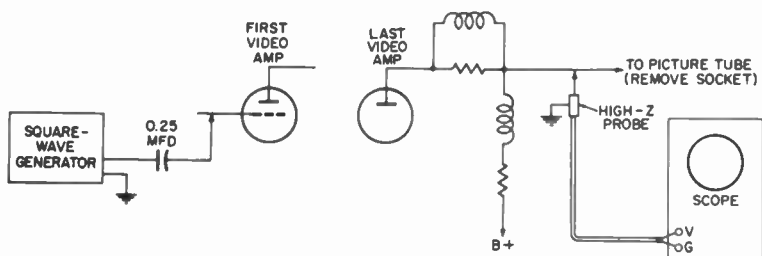 FIRST
VIDEO
AMP
LAST
VIDEO
AMP
TO PICTURE TUBE
(REMOVE SOCKET)
SQUARE-
WAVE
GENERATOR
0.25
MFD
HIGH-Z
PROBE
SCOPE
B+
V
G